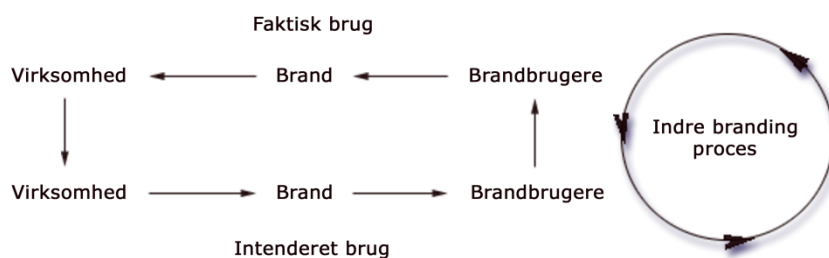 Faktisk brug
Virksomhed Brand Brandbrugere
Indre branding
proces
Virksomhed Brand Brandbrugere
Intenderet brug